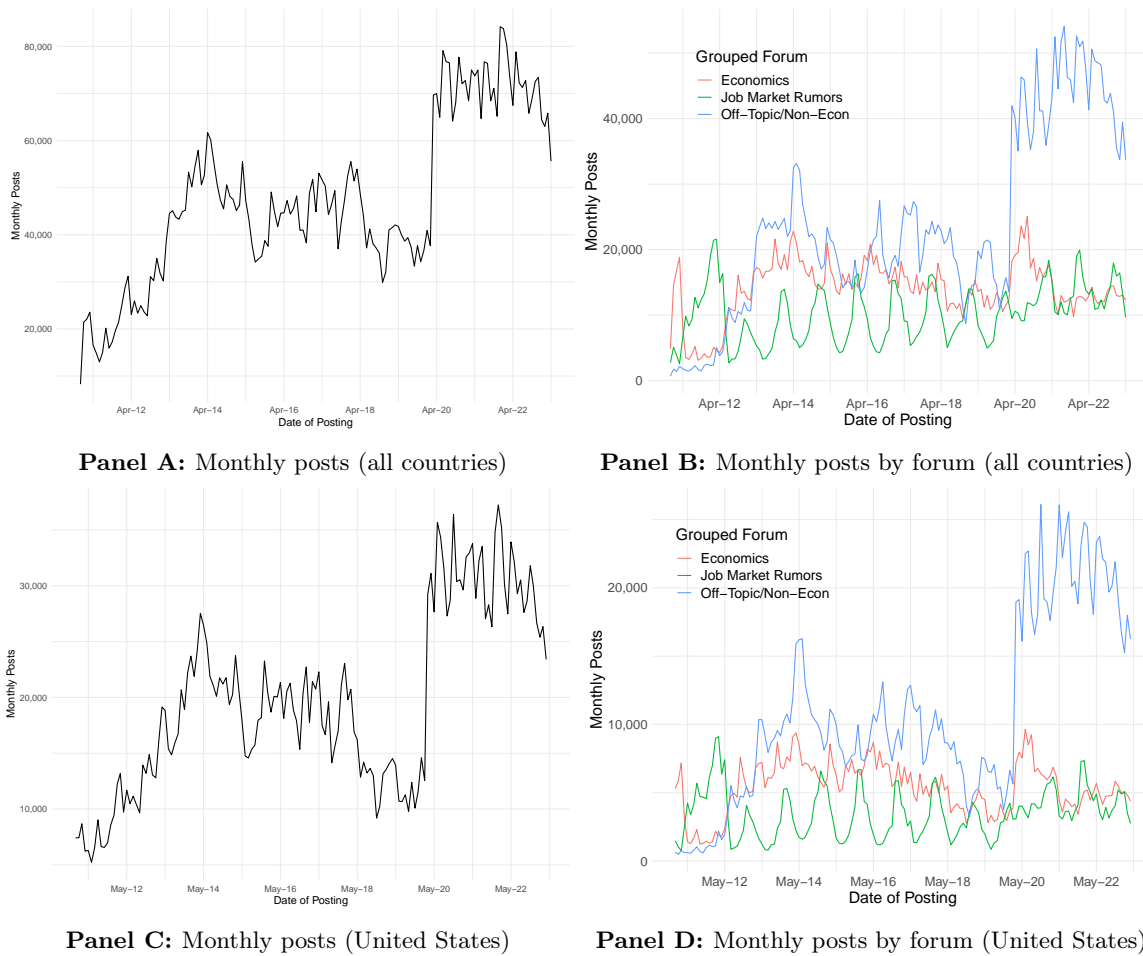 80,000
60,000
40,000
20,000
Monthly Posts
Apr−12 Apr−14 Apr−16 Apr−18 Apr−20 Apr−22
Date of Posting
Panel A: Monthly posts (all countries)
Grouped Forum
Economics
Job Market Rumors
Off−Topic/Non−Econ
40,000
20,000
0
Monthly Posts
Apr−12 Apr−14 Apr−16 Apr−18 Apr−20 Apr−22
Date of Posting
Panel B: Monthly posts by forum (all countries)
30,000
20,000
10,000
Monthly Posts
May−12 May−14 May−16 May−18 May−20 May−22
Date of Posting
Panel C: Monthly posts (United States)
Grouped Forum
Economics
Job Market Rumors
Off−Topic/Non−Econ
20,000
10,000
0
Monthly Posts
May−12 May−14 May−16 May−18 May−20 May−22
Date of Posting
Panel D: Monthly posts by forum (United States)